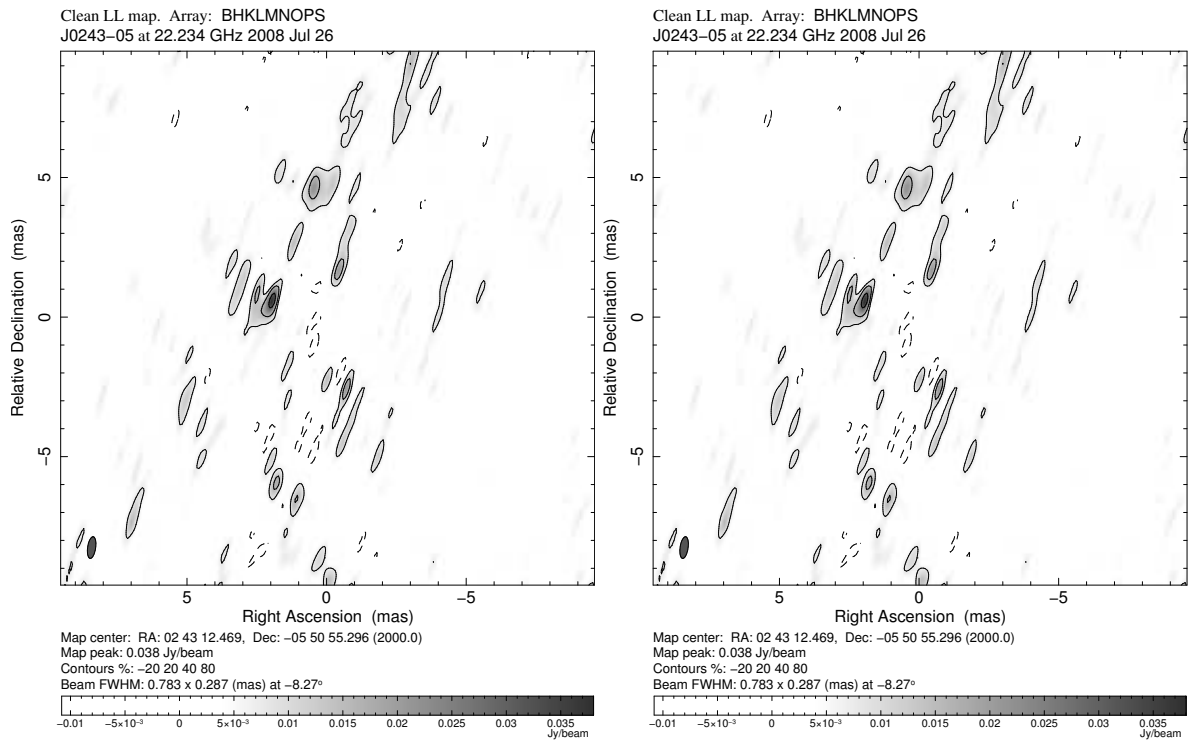 Clean LL map. Array: BHKLMNOPS
J0243−05 at 22.234 GHz 2008 Jul 26
Relative Declination (mas)
5
0
−5
5 0 −5
Right Ascension (mas)
Map center: RA: 02 43 12.469, Dec: −05 50 55.296 (2000.0)
Map peak: 0.038 Jy/beam
Contours %: −20 20 40 80
Beam FWHM: 0.783 x 0.287 (mas) at −8.27°
−0.01 −5×10⁻³ 0 5×10⁻³ 0.01 0.015 0.02 0.025 0.03 0.035
Jy/beam
Clean LL map. Array: BHKLMNOPS
J0243−05 at 22.234 GHz 2008 Jul 26
Relative Declination (mas)
5
0
−5
5 0 −5
Right Ascension (mas)
Map center: RA: 02 43 12.469, Dec: −05 50 55.296 (2000.0)
Map peak: 0.038 Jy/beam
Contours %: −20 20 40 80
Beam FWHM: 0.783 x 0.287 (mas) at −8.27°
−0.01 −5×10⁻³ 0 5×10⁻³ 0.01 0.015 0.02 0.025 0.03 0.035
Jy/beam